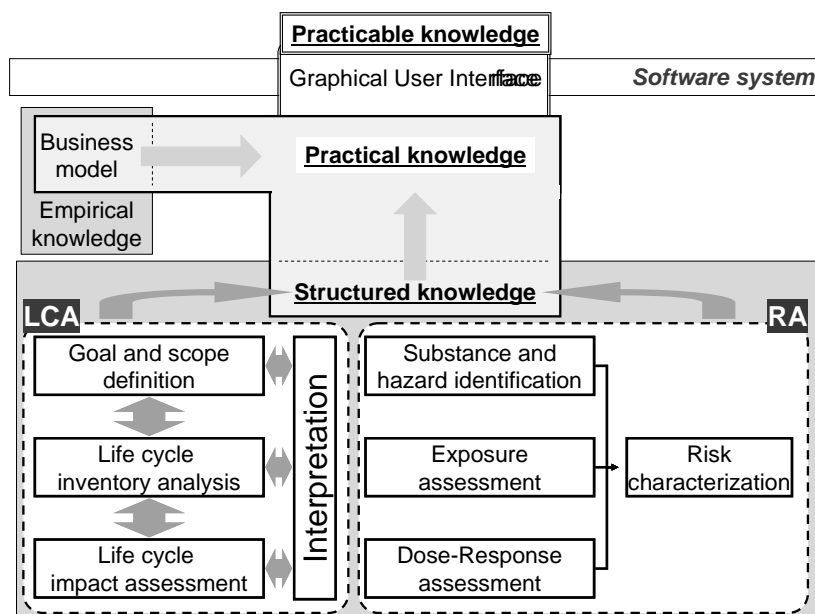 Practicable knowledge
Graphical User Interface
Software system
Business
model
Practical knowledge
Empirical
knowledge
Structured knowledge
LCA
RA
Goal and scope
definition
Life cycle
inventory analysis
Life cycle
impact assessment
Interpretation
Substance and
hazard identification
Exposure
assessment
Dose-Response
assessment
Risk
characterization